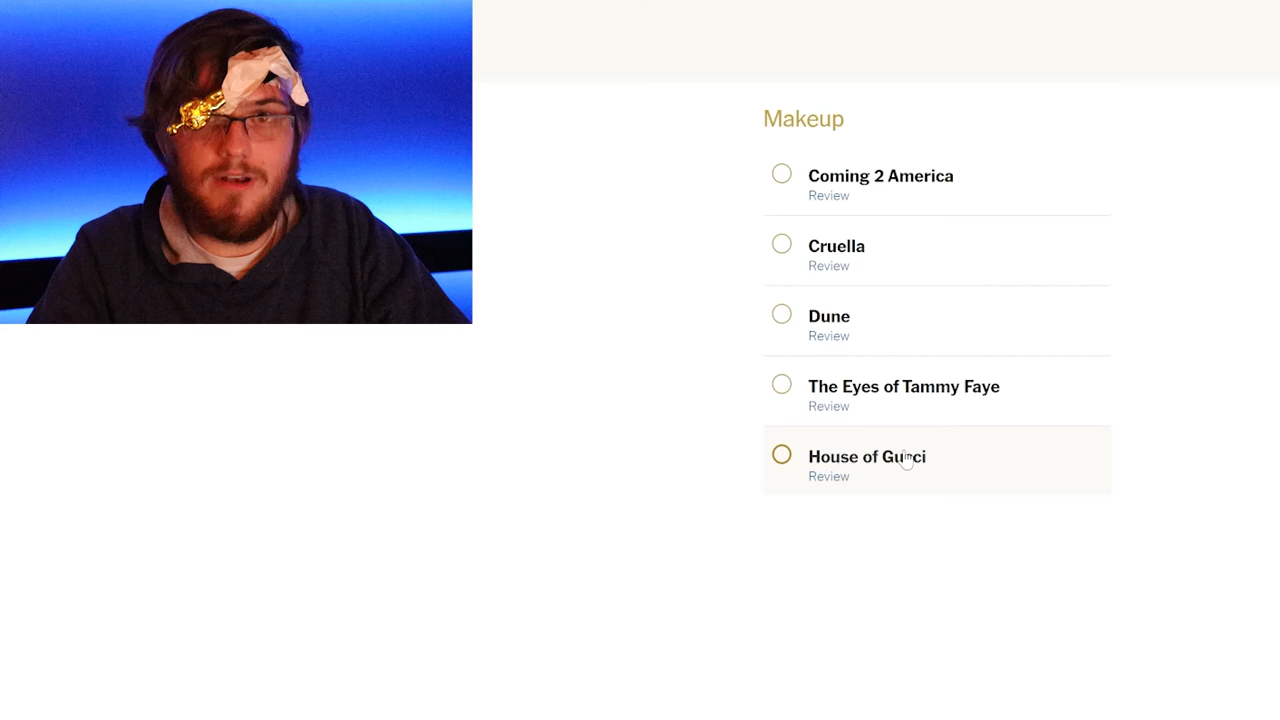 Makeup
Coming 2 America
Review
Cruella
Review
Dune
Review
The Eyes of Tammy Faye
Review
House of Gucci
Review